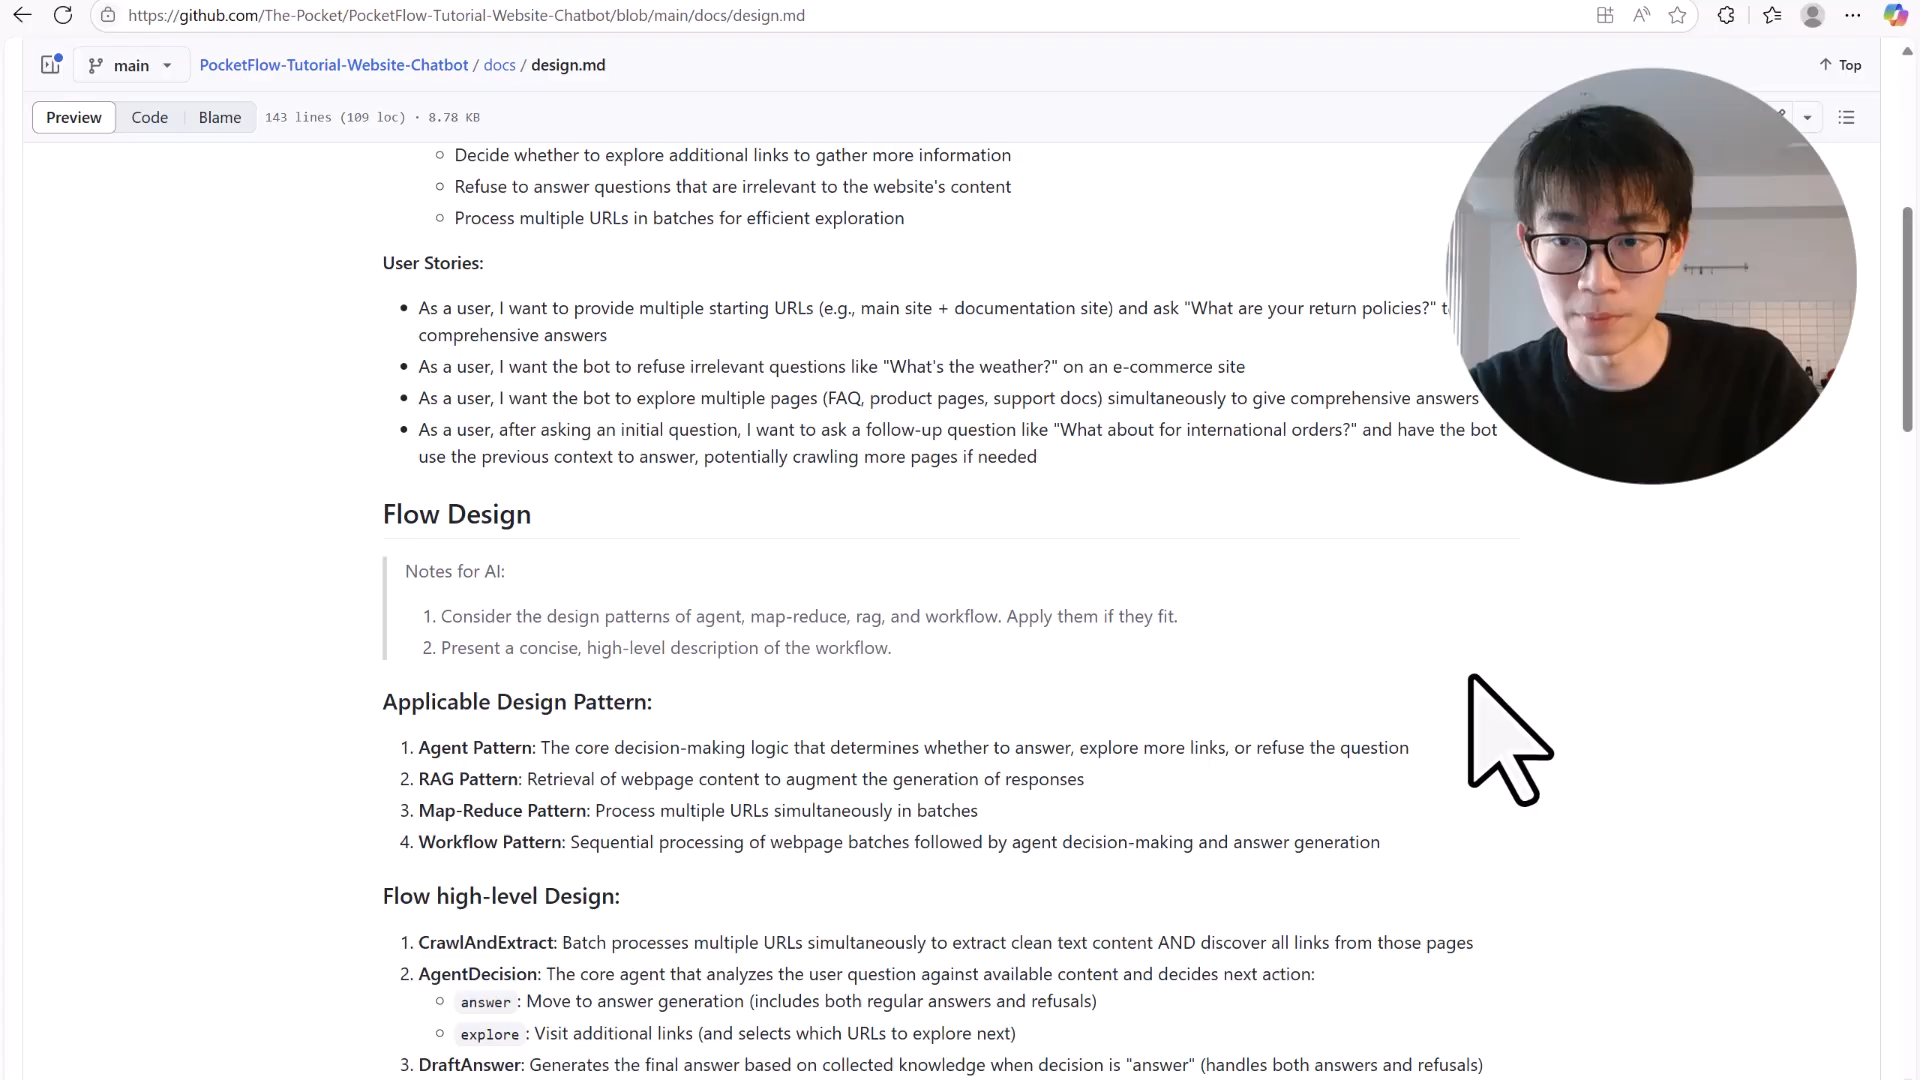 https://github.com/The-Pocket/PocketFlow-Tutorial-Website-Chatbot/blob/main/docs/design.md
main PocketFlow-Tutorial-Website-Chatbot / docs / design.md Top
Preview Code Blame 143 lines (109 loc) · 8.78 KB
Decide whether to explore additional links to gather more information
Refuse to answer questions that are irrelevant to the website's content
Process multiple URLs in batches for efficient exploration
User Stories:
As a user, I want to provide multiple starting URLs (e.g., main site + documentation site) and ask "What are your return policies?"
comprehensive answers
As a user, I want the bot to refuse irrelevant questions like "What's the weather?" on an e-commerce site
As a user, I want the bot to explore multiple pages (FAQ, product pages, support docs) simultaneously to give comprehensive answers
As a user, after asking an initial question, I want to ask a follow-up question like "What about for international orders?" and have the bot
use the previous context to answer, potentially crawling more pages if needed
Flow Design
Notes for AI:
1. Consider the design patterns of agent, map-reduce, rag, and workflow. Apply them if they fit.
2. Present a concise, high-level description of the workflow.
Applicable Design Pattern:
1. Agent Pattern: The core decision-making logic that determines whether to answer, explore more links, or refuse the question
2. RAG Pattern: Retrieval of webpage content to augment the generation of responses
3. Map-Reduce Pattern: Process multiple URLs simultaneously in batches
4. Workflow Pattern: Sequential processing of webpage batches followed by agent decision-making and answer generation
Flow high-level Design:
1. CrawlAndExtract: Batch processes multiple URLs simultaneously to extract clean text content AND discover all links from those pages
2. AgentDecision: The core agent that analyzes the user question against available content and decides next action:
answer : Move to answer generation (includes both regular answers and refusals)
explore : Visit additional links (and selects which URLs to explore next)
3. DraftAnswer: Generates the final answer based on collected knowledge when decision is "answer" (handles both answers and refusals)